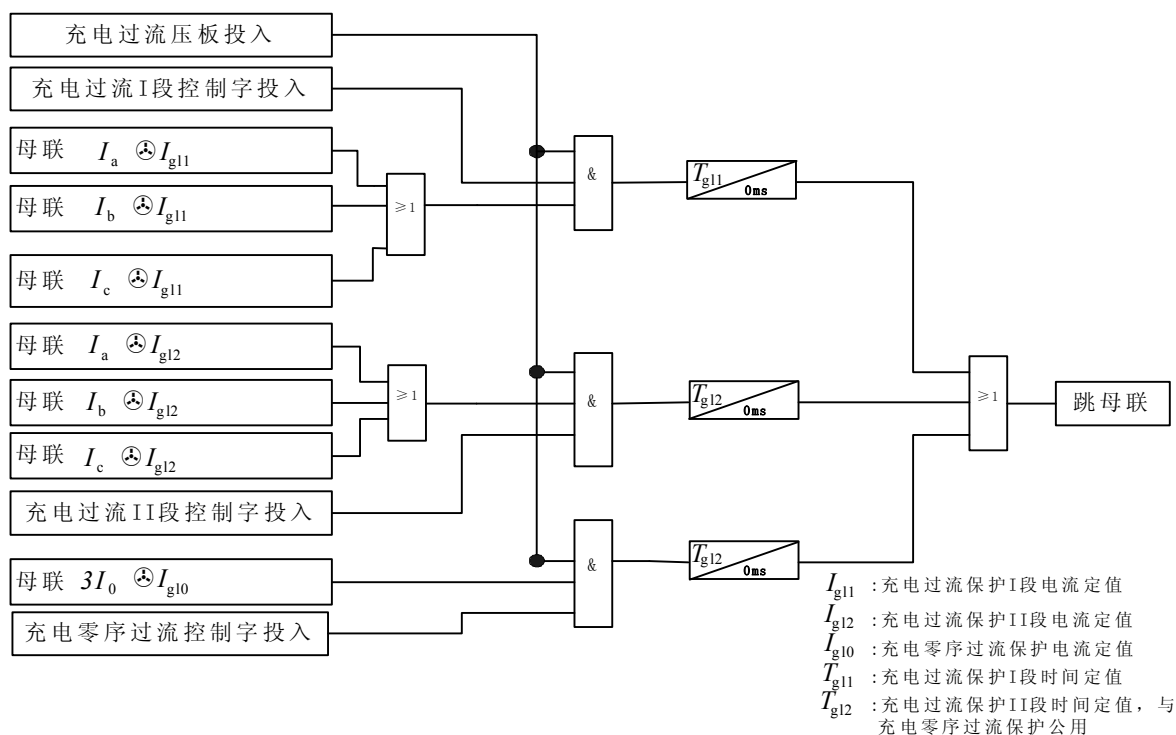 充电过流压板投入
充电过流I段控制字投入
母联 Ia Igl1
母联 Ib Igl1
母联 Ic Igl1
母联 Ia Igl2
母联 Ib Igl2
母联 Ic Igl2
充电过流II段控制字投入
母联 3I0 Igl0
充电零序过流控制字投入
≥1
≥1
&
&
&
Tgl1 0ms
Tgl2 0ms
Tgl2 0ms
≥1
跳母联
Igl1 :充电过流保护I段电流定值
Igl2 :充电过流保护II段电流定值
Igl0 :充电零序过流保护电流定值
Tgl1 :充电过流保护I段时间定值
Tgl2 :充电过流保护II段时间定值，与
充电零序过流保护公用